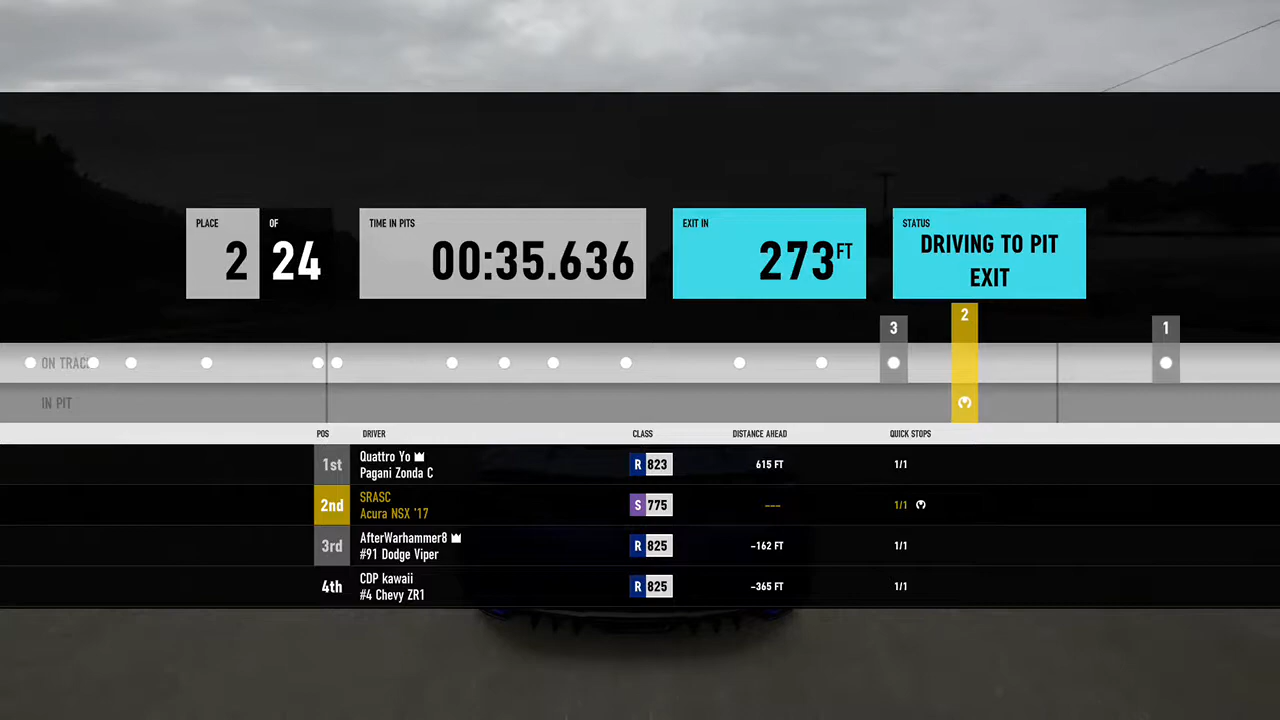 PLACE OF TIME IN PITS EXIT IN STATUS
2 24 00:35.636 273 FT DRIVING TO PIT
EXIT
3 2 1
ON TRACK
IN PIT
POS DRIVER CLASS DISTANCE AHEAD QUICK STOPS
1st Quattro Yo R 823 615 FT 1/1
Pagani Zonda C
2nd SRASC S 775 --- 1/1
Acura NSX '17
3rd AfterWarhammer8 R 825 -162 FT 1/1
#91 Dodge Viper
4th CDP kawaii R 825 -365 FT 1/1
#4 Chevy ZR1